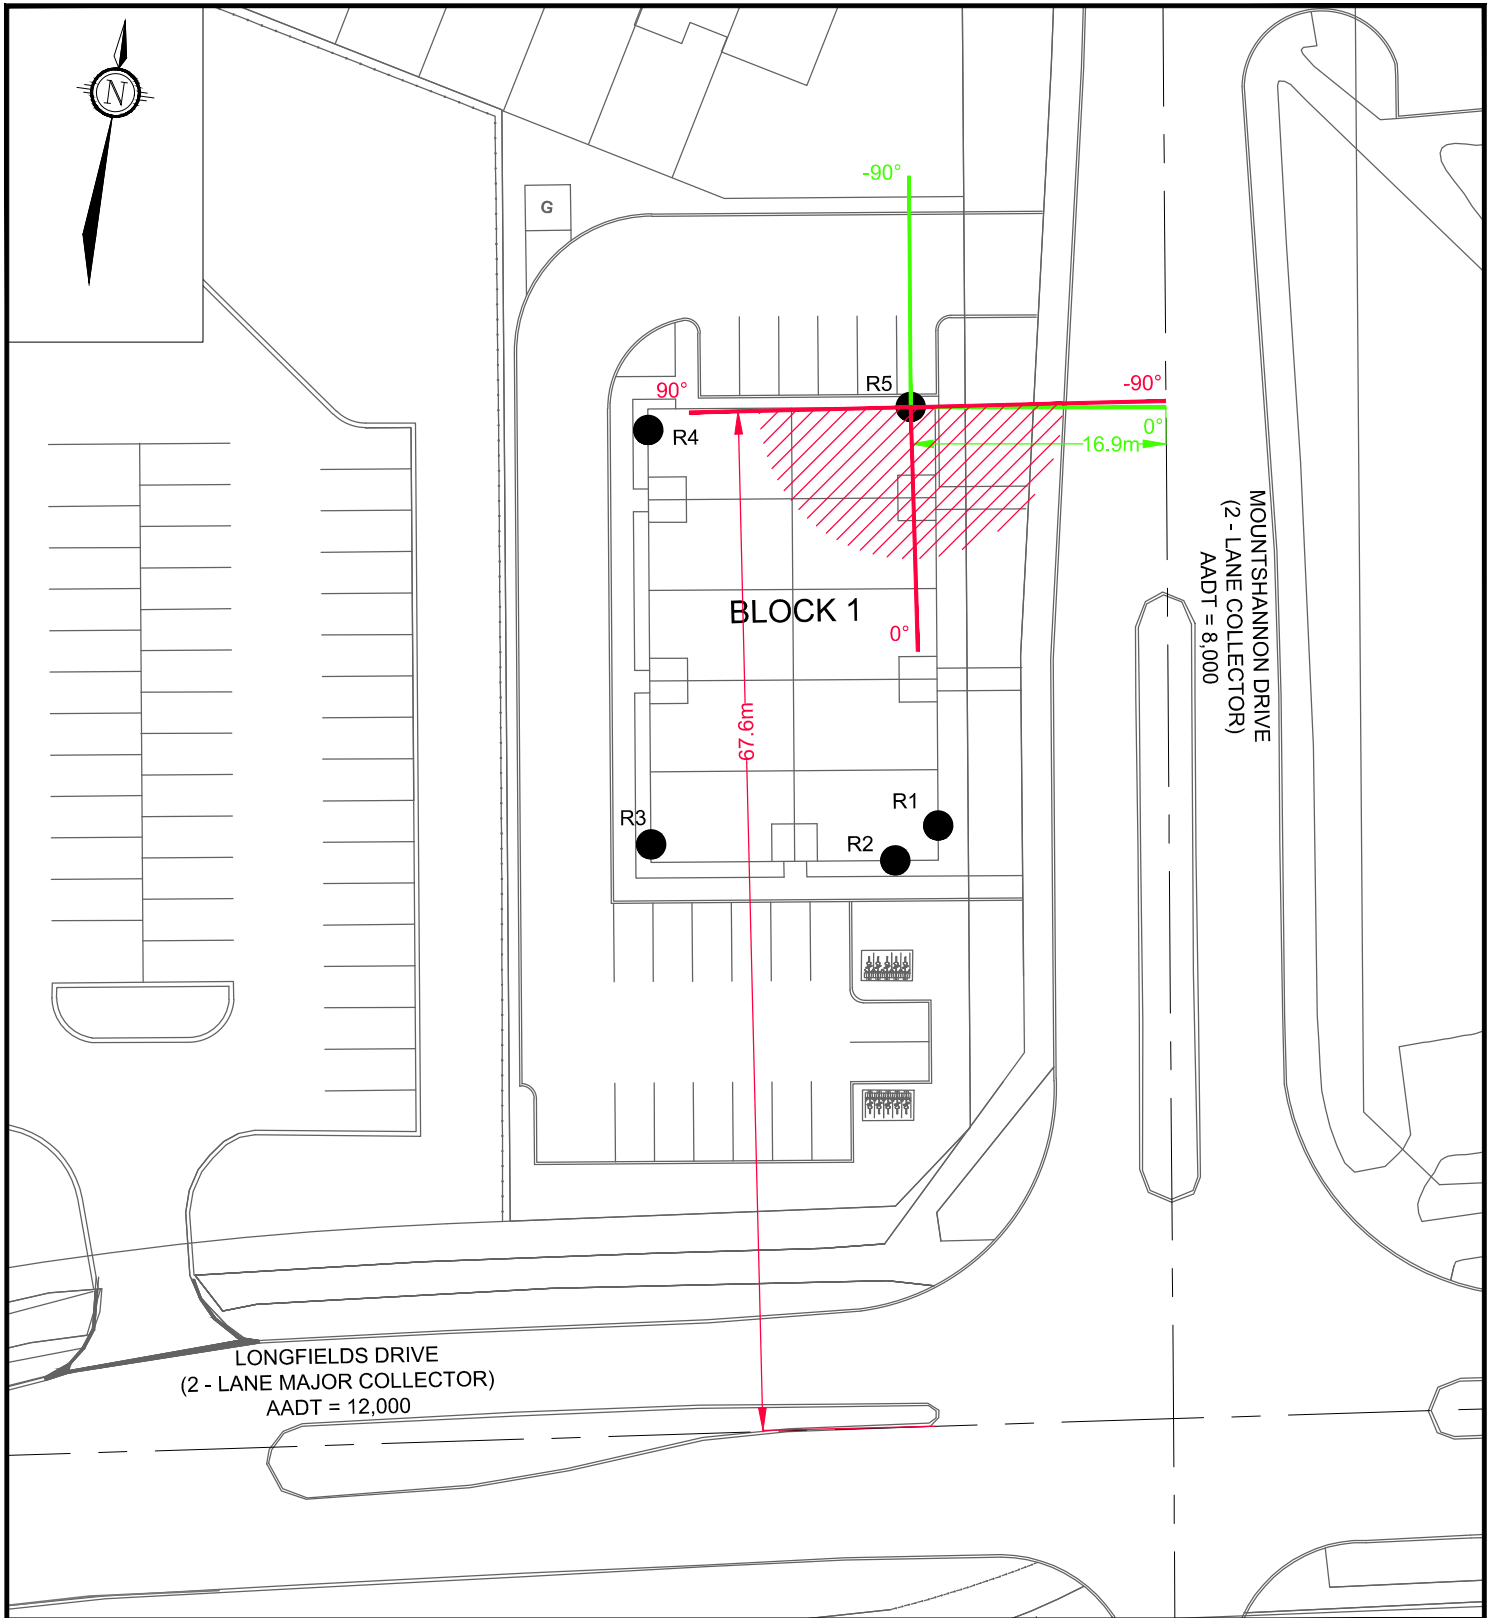 N
-90°
G
R5
90°
-90°
0°
16.9m
R4
MOUNTSHANNON DRIVE
(2 - LANE COLLECTOR)
AADT = 8,000
BLOCK 1
0°
67.6m
R1
R3
R2
LONGFIELDS DRIVE
(2 - LANE MAJOR COLLECTOR)
AADT = 12,000